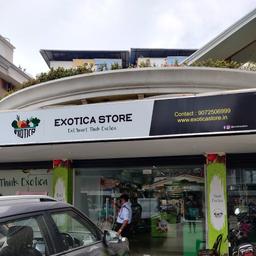 EXOTICA
EXOTICA STORE
Eat Smart Think Exotica
Contact : 9072506999
www.exoticastore.in
Think Exotica